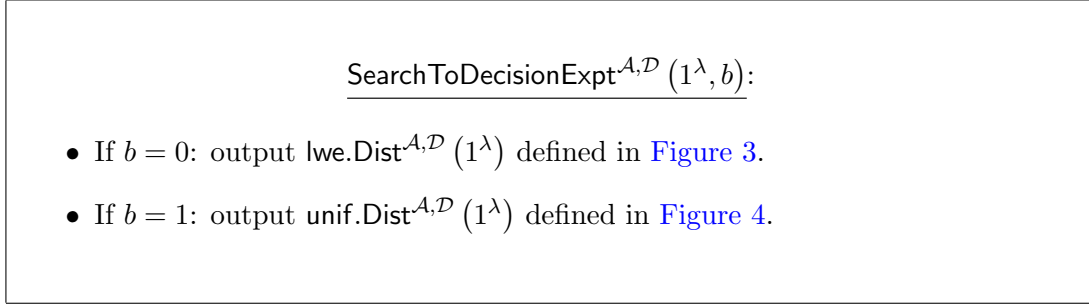 SearchToDecisionExpt^{𝒜,𝒟} (1^λ, b):
• If b = 0: output lwe.Dist^{𝒜,𝒟} (1^λ) defined in Figure 3.
• If b = 1: output unif.Dist^{𝒜,𝒟} (1^λ) defined in Figure 4.